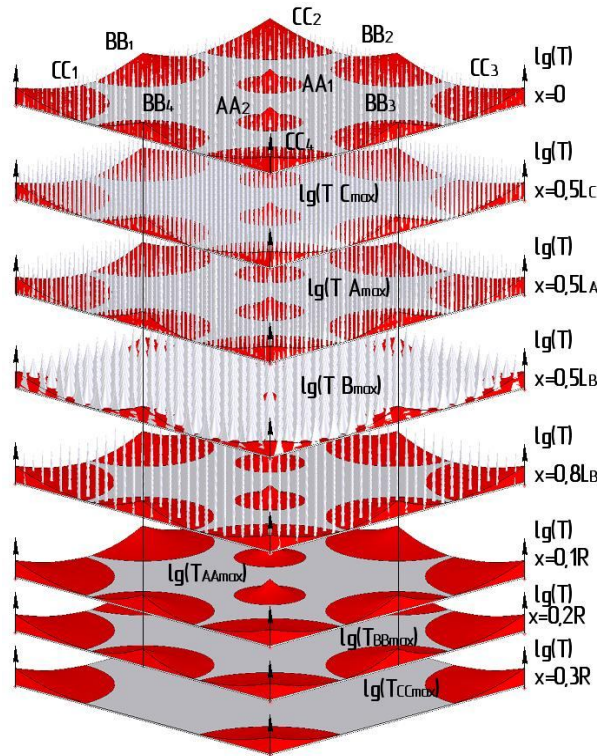 CC₂
BB₁
BB₂
lg(T)
CC₁
CC₃
AA₁
x=0
BB₄
AA₂
BB₃
CC₄
lg(T)
lg(T Cmax)
x=0,5LC
lg(T)
lg(T Amax)
x=0,5LA
lg(T)
lg(T Bmax)
x=0,5LB
lg(T)
x=0,8LB
lg(T)
x=0,1R
lg(TAAmax)
lg(T)
x=0,2R
lg(TBBmax)
lg(T)
x=0,3R
lg(TCCmax)